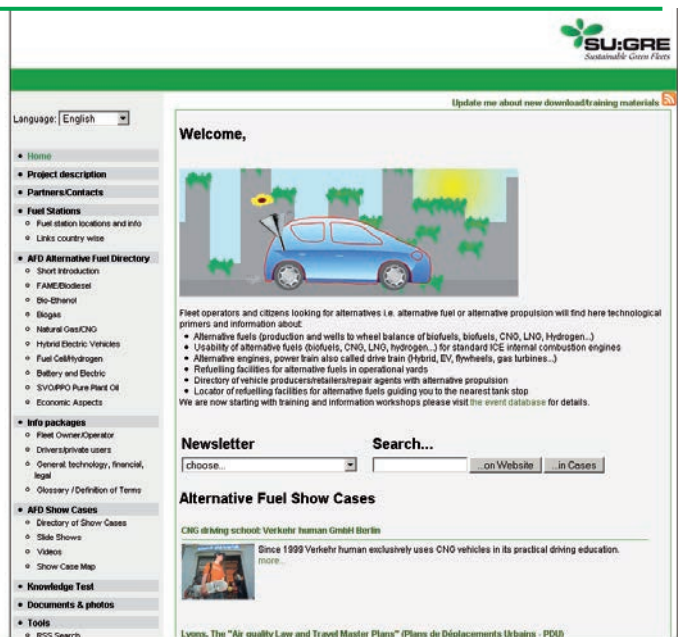 SU:GRE
Sustainable Green Fleets
Update me about new download/training materials
Language: English
Home
Project description
Partners/Contacts
Fuel Stations
Fuel station locations and info
Links country wise
AFD Alternative Fuel Directory
Short Introduction
FAME/Biodiesel
Bio-Ethanol
Biogas
Natural Gas/CNG
Hybrid Electric Vehicles
Fuel Cell/Hydrogen
Battery and Electric
SVO/PPO Pure Plant Oil
Economic Aspects
Info packages
Fleet Owner/Operator
Drivers/private users
General: technology, financial,
legal
Glossary / Definition of Terms
AFD Show Cases
Directory of Show Cases
Slide Shows
Videos
Show Case Map
Knowledge Test
Documents & photos
Tools
RSS Search
Welcome,
Fleet operators and citizens looking for alternatives i.e. alternative fuel or alternative propulsion will find here technological
primers and information about:
Alternative fuels (production and wells to wheel balance of biofuels, biofuels, CNG, LNG, Hydrogen...)
Usability of alternative fuels (biofuels, CNG, LNG, hydrogen...) for standard ICE internal combustion engines
Alternative engines, power train also called drive train (Hybrid, EV, flywheels, gas turbines...)
Refuelling facilities for alternative fuels in operational yards
Directory of vehicle producers/retailers/repair agents with alternative propulsion
Locator of refuelling facilities for alternative fuels guiding you to the nearest tank stop
We are now starting with training and information workshops please visit the event database for details.
Newsletter
choose...
Search...
...on Website
...in Cases
Alternative Fuel Show Cases
CNG driving school: Verkehr human GmbH Berlin
Since 1999 Verkehr human exclusively uses CNG vehicles in its practical driving education.
more...
Lyons, The "Air quality Law and Travel Master Plans" (Plans de Déplacements Urbains - PDU)